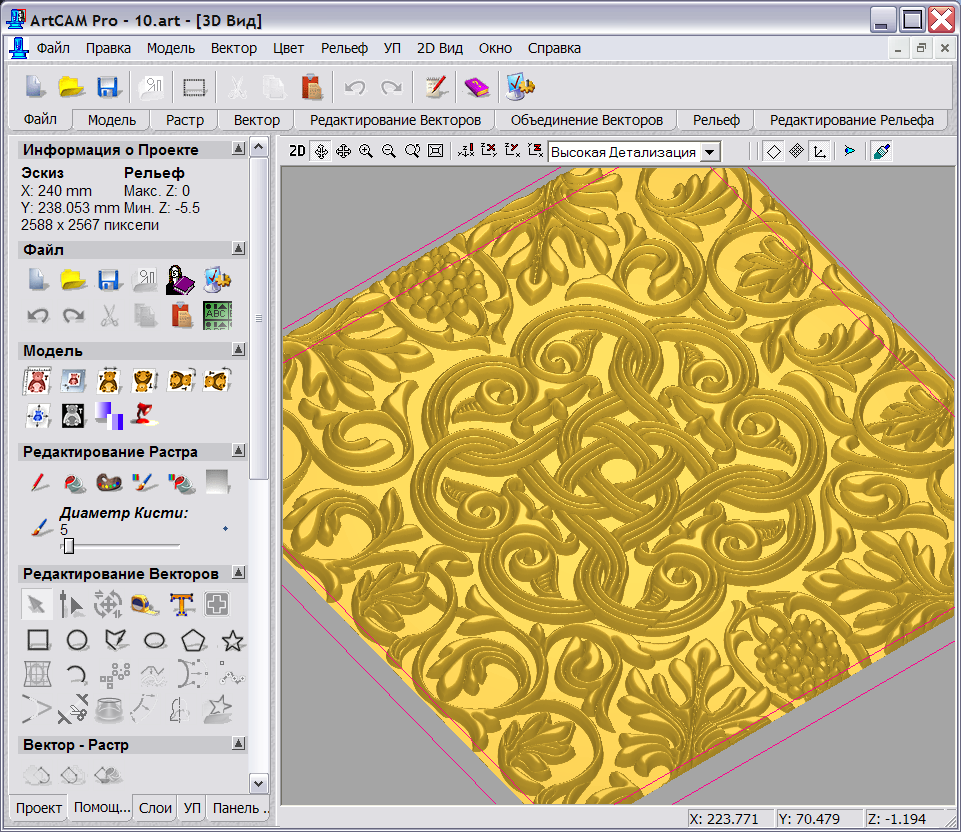 ArtCAM Pro - 10.art - [3D Вид]
Файл Правка Модель Вектор Цвет Рельеф УП 2D Вид Окно Справка
Файл Модель Растр Вектор Редактирование Векторов Объединение Векторов Рельеф Редактирование Рельефа
2D Высокая Детализация
Информация о Проекте
Эскиз Рельеф
X: 240 mm Макс. Z: 0
Y: 238.053 mm Мин. Z: -5.5
2588 x 2567 пиксели
Файл
ABC
Модель
Редактирование Растра
Диаметр Кисти:
5
Редактирование Векторов
Вектор - Растр
Проект Помощ... Слои УП Панель ..
X: 223.771 Y: 70.479 Z: -1.194